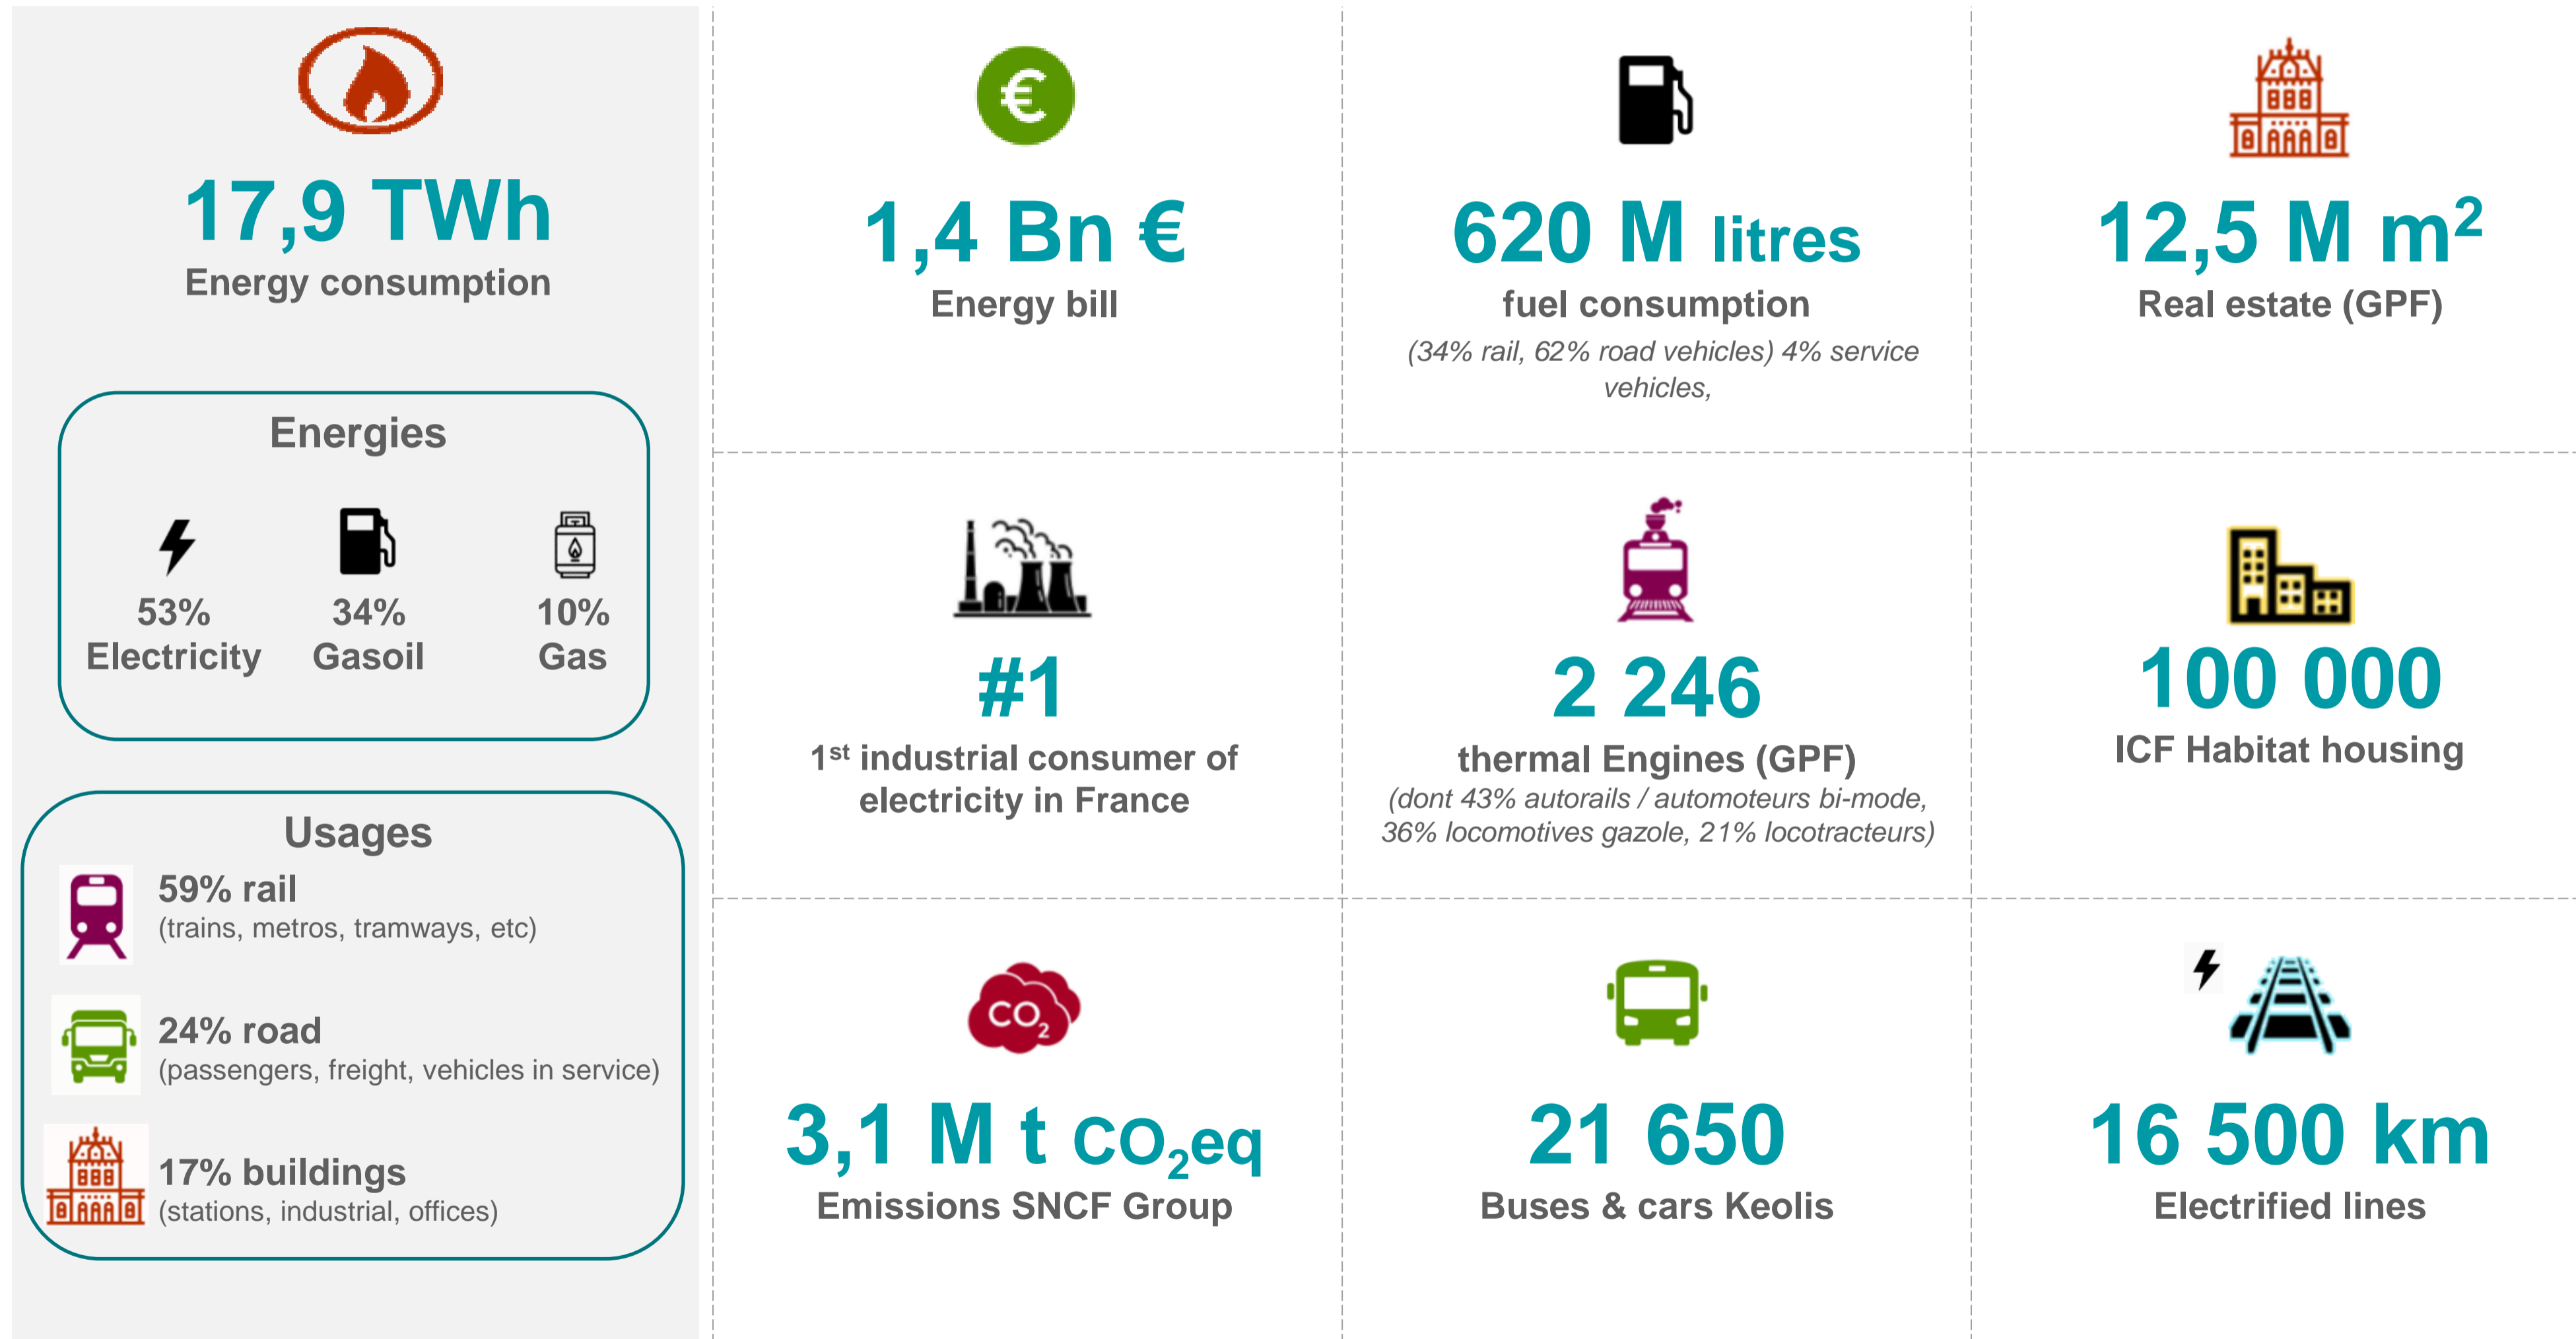 17,9 TWh
Energy consumption
Energies
53%
Electricity
34%
Gasoil
10%
Gas
Usages
59% rail
(trains, metros, tramways, etc)
24% road
(passengers, freight, vehicles in service)
17% buildings
(stations, industrial, offices)
€
1,4 Bn €
Energy bill
620 M litres
fuel consumption
(34% rail, 62% road vehicles) 4% service
vehicles,
12,5 M m²
Real estate (GPF)
#1
1st industrial consumer of
electricity in France
2 246
thermal Engines (GPF)
(dont 43% autorails / automoteurs bi-mode,
36% locomotives gazole, 21% locotracteurs)
100 000
ICF Habitat housing
CO₂
3,1 M t CO₂eq
Emissions SNCF Group
21 650
Buses & cars Keolis
16 500 km
Electrified lines